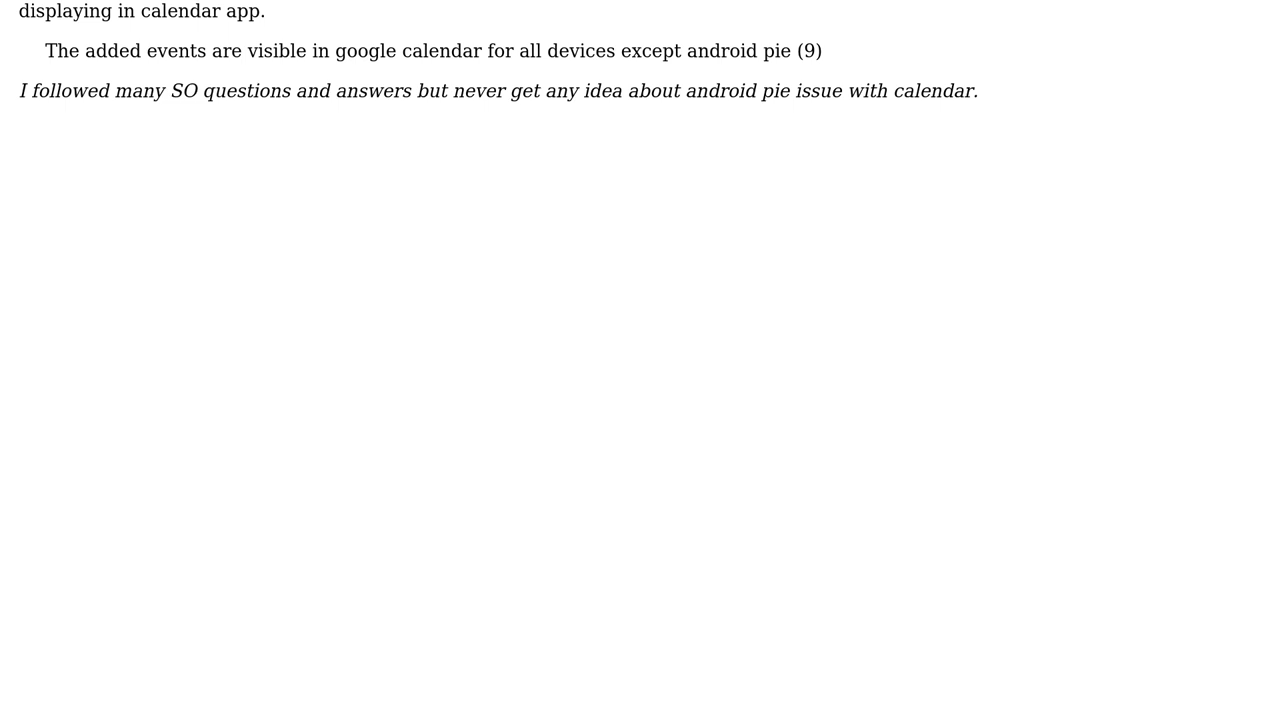 displaying in calendar app.
The added events are visible in google calendar for all devices except android pie (9)
I followed many SO questions and answers but never get any idea about android pie issue with calendar.